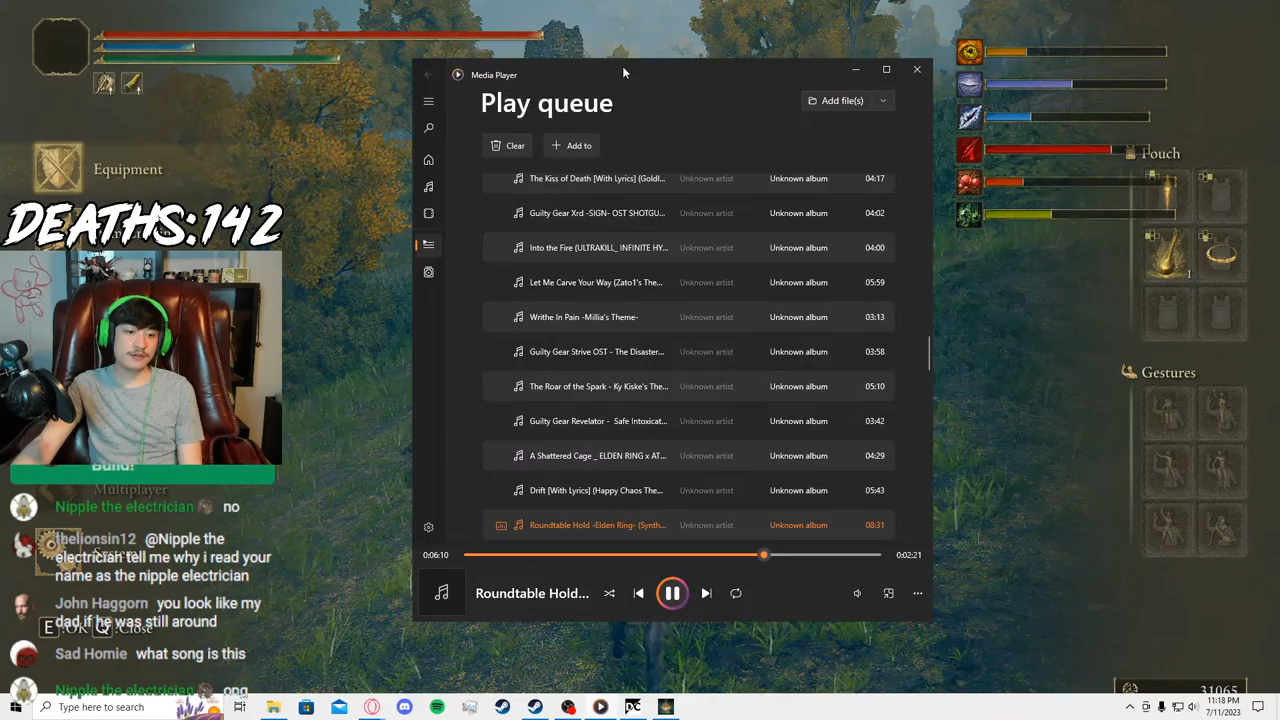 Media Player
Play queue
Add file(s)
Clear
Add to
The Kiss of Death [With Lyrics] (Goldl... Unknown artist Unknown album 04:17
Guilty Gear Xrd -SIGN- OST SHOTGU... Unknown artist Unknown album 04:02
Into the Fire (ULTRAKILL_ INFINITE HY... Unknown artist Unknown album 04:00
Let Me Carve Your Way (Zato1's The... Unknown artist Unknown album 05:59
Writhe In Pain -Millia's Theme- Unknown artist Unknown album 03:13
Guilty Gear Strive OST - The Disaster... Unknown artist Unknown album 03:58
The Roar of the Spark - Ky Kiske's The... Unknown artist Unknown album 05:10
Guilty Gear Revelator - Safe Intoxicat... Unknown artist Unknown album 03:42
A Shattered Cage _ ELDEN RING x AT... Unknown artist Unknown album 04:29
Drift [With Lyrics] (Happy Chaos The... Unknown artist Unknown album 05:43
Roundtable Hold -Elden Ring- (Synth... Unknown artist Unknown album 08:31
0:06:10
0:02:21
Roundtable Hold...
Equipment
DEATHS:142
Build!
Multiplayer
Nipple the electrician no
System
thelionsin12 @Nipple the
electrician tell me why i read your
name as the nipple electrician
John Haggorn you look like my
dad if he was still around
E :OK Q :Close
Sad Homie what song is this
Nipple the electrician ong
Pouch
1
Gestures
31065
Type here to search
11:18 PM
7/11/2023